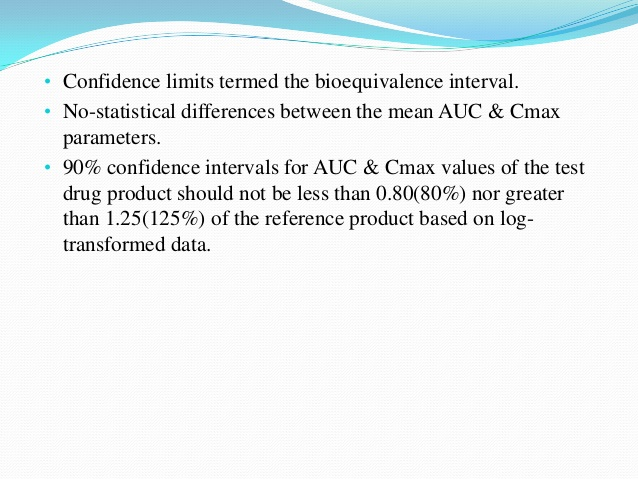 • Confidence limits termed the bioequivalence interval.
• No-statistical differences between the mean AUC & Cmax
parameters.
• 90% confidence intervals for AUC & Cmax values of the test
drug product should not be less than 0.80(80%) nor greater
than 1.25(125%) of the reference product based on log-
transformed data.